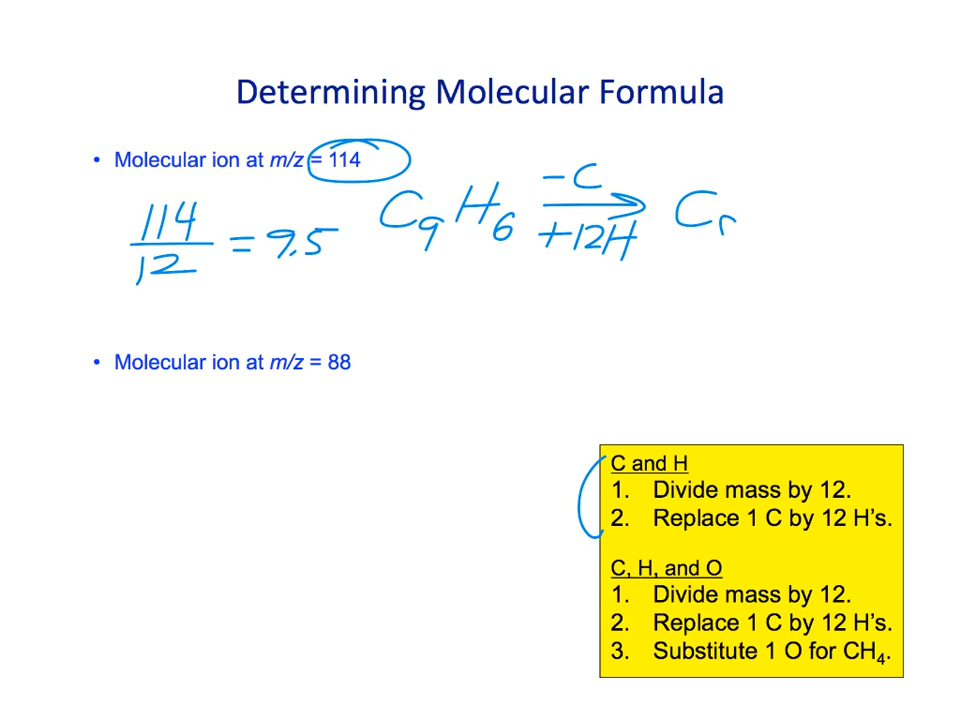 Determining Molecular Formula
• Molecular ion at m/z = 114
114/12 = 9.5
C₉H₆
-C
+12H
C
• Molecular ion at m/z = 88
C and H
1. Divide mass by 12.
2. Replace 1 C by 12 H's.
C, H, and O
1. Divide mass by 12.
2. Replace 1 C by 12 H's.
3. Substitute 1 O for CH₄.